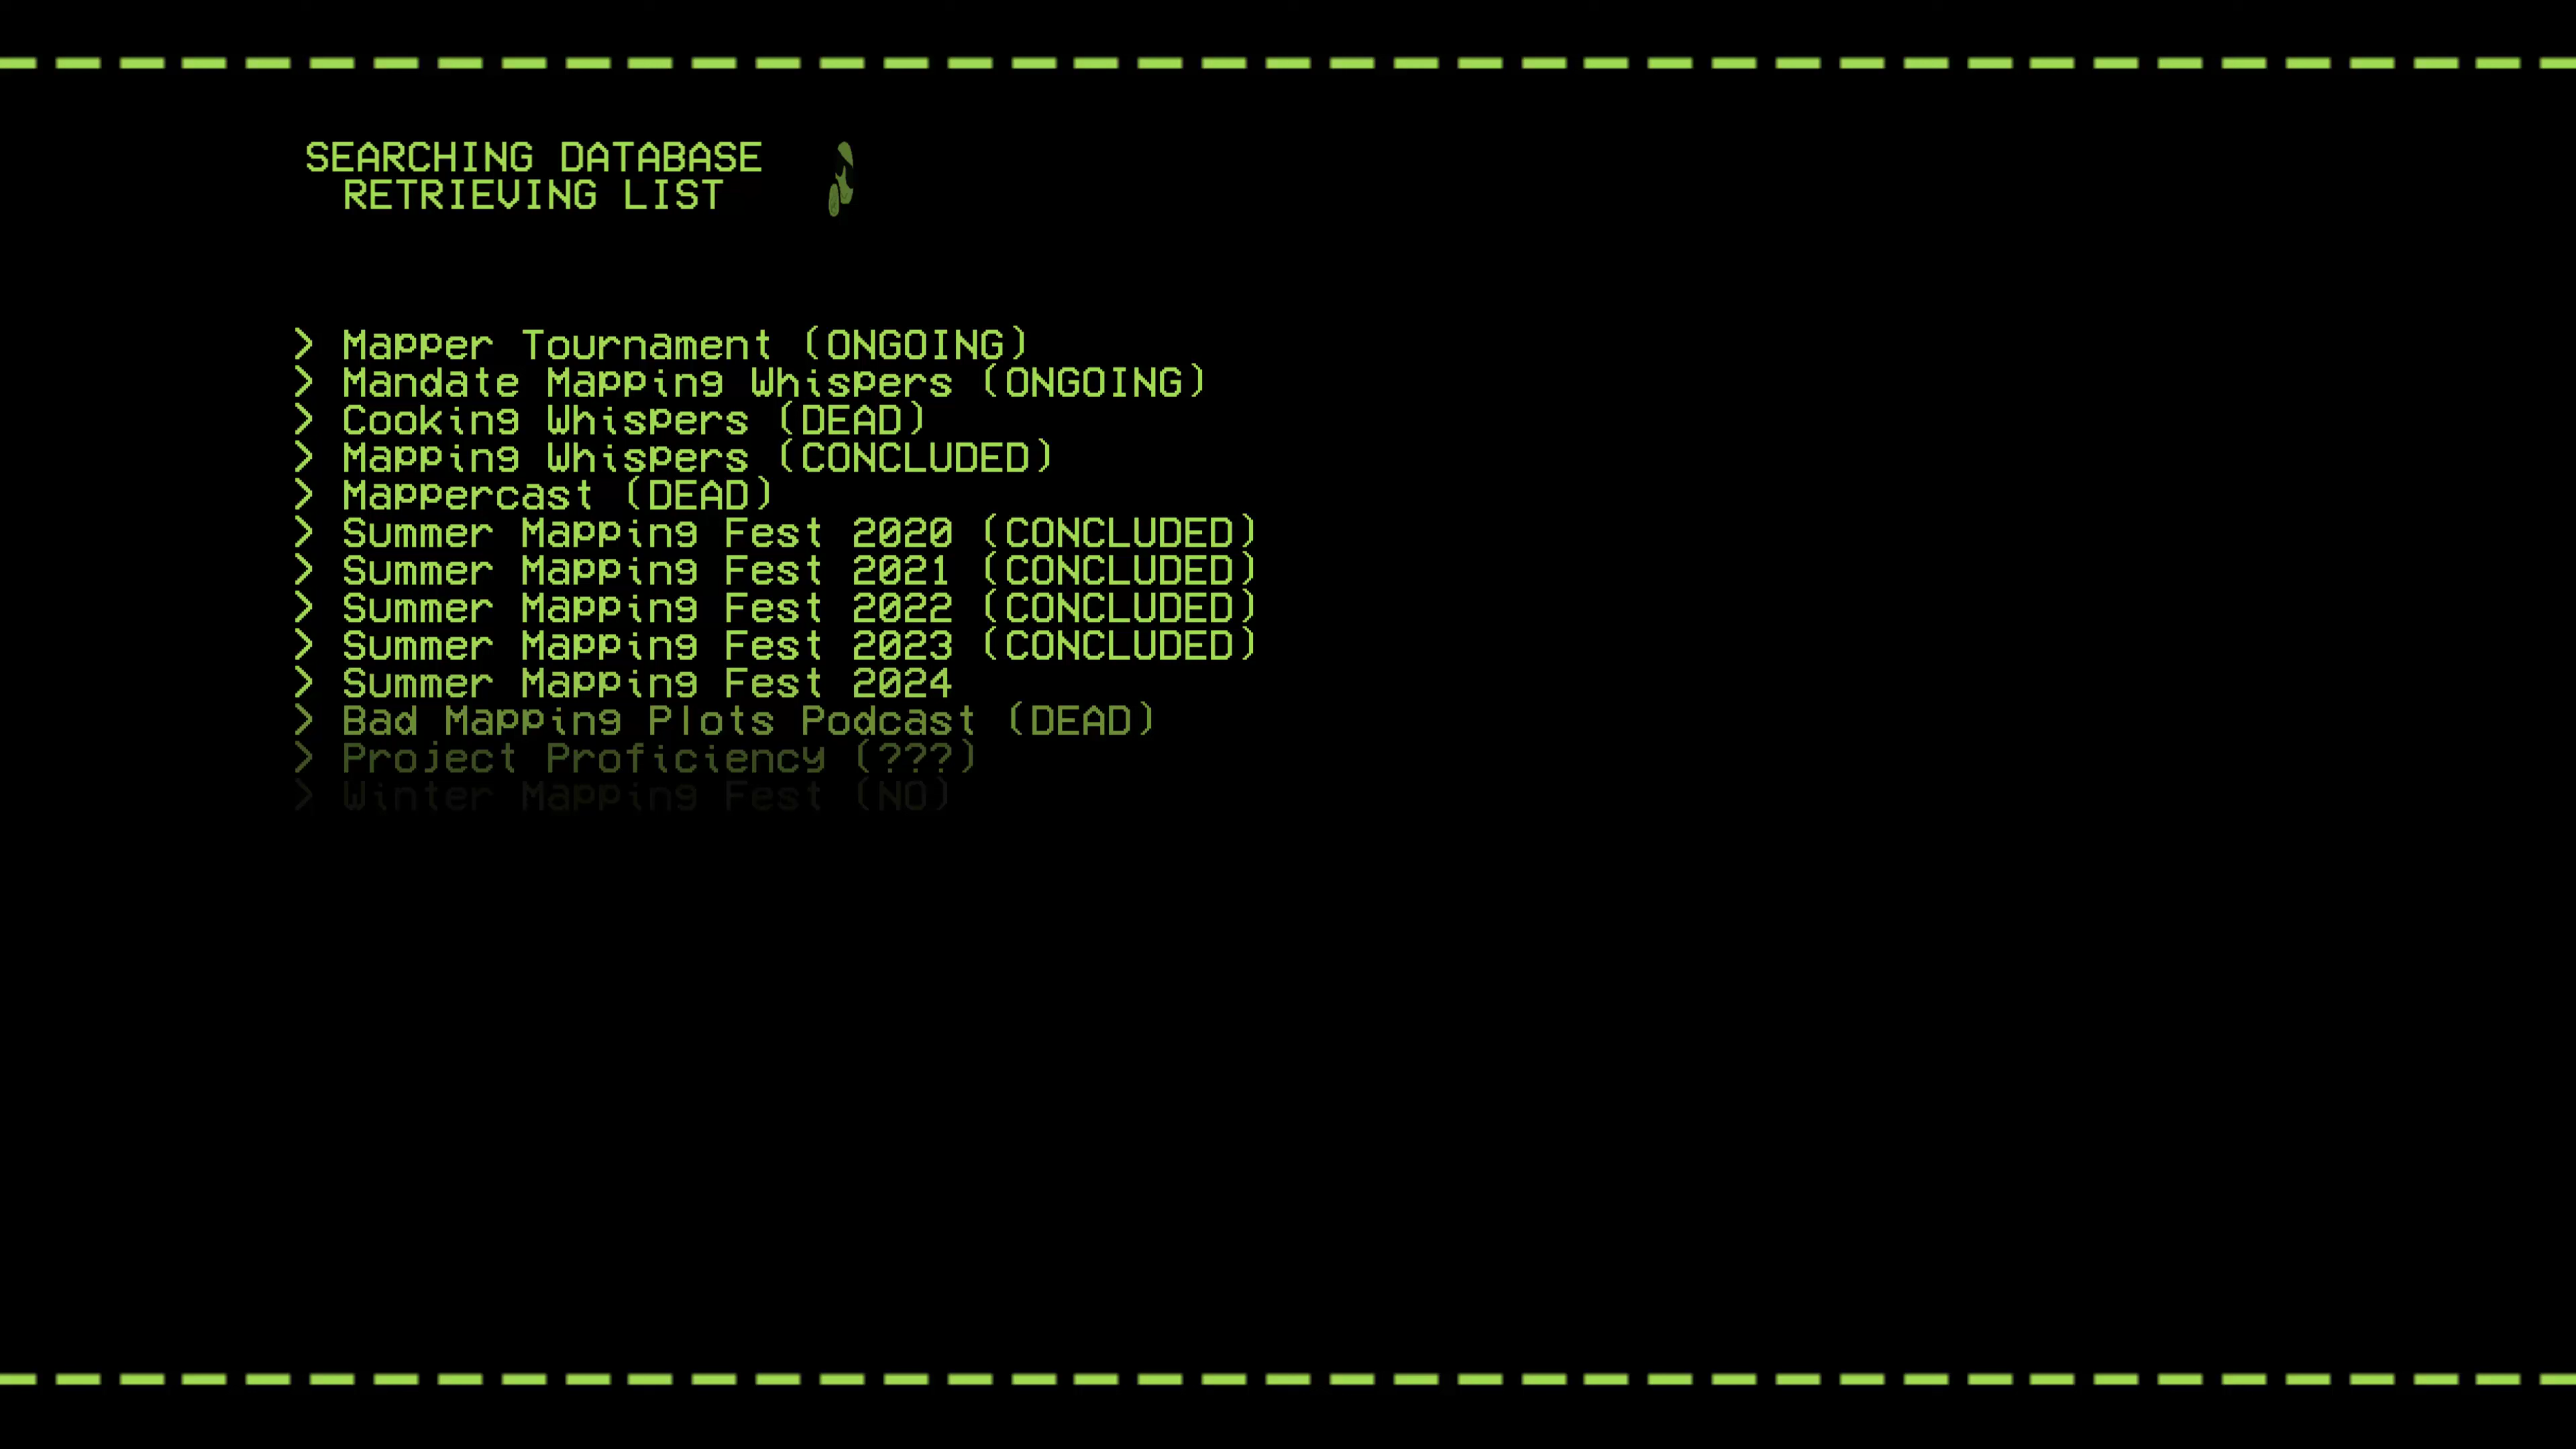 SEARCHING DATABASE
RETRIEVING LIST
> Mapper Tournament (ONGOING)
> Mandate Mapping Whispers (ONGOING)
> Cooking Whispers (DEAD)
> Mapping Whispers (CONCLUDED)
> Mappercast (DEAD)
> Summer Mapping Fest 2020 (CONCLUDED)
> Summer Mapping Fest 2021 (CONCLUDED)
> Summer Mapping Fest 2022 (CONCLUDED)
> Summer Mapping Fest 2023 (CONCLUDED)
> Summer Mapping Fest 2024
> Bad Mapping Plots Podcast (DEAD)
> Project Proficiency (???)
> Winter Mapping Fest (NO)